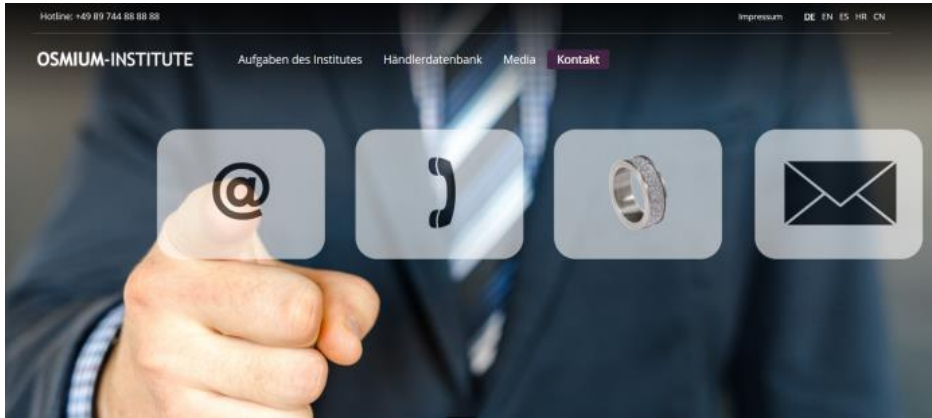 Hotline: +49 89 744 88 88 88
Impressum DE EN ES HR CN
OSMIUM-INSTITUTE
Aufgaben des Institutes Händlerdatenbank Media Kontakt
@